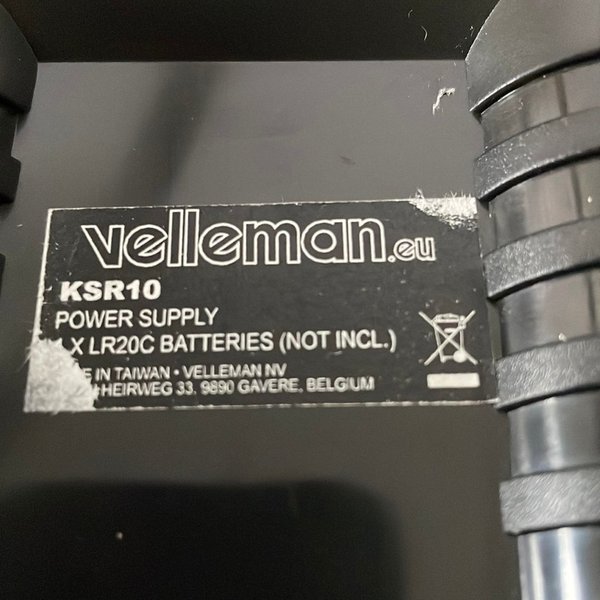 velleman.eu
KSR10
POWER SUPPLY
X LR20C BATTERIES (NOT INCL.)
IN TAIWAN • VELLEMAN NV
HEIRWEG 33, 9890 GAVERE, BELGIUM